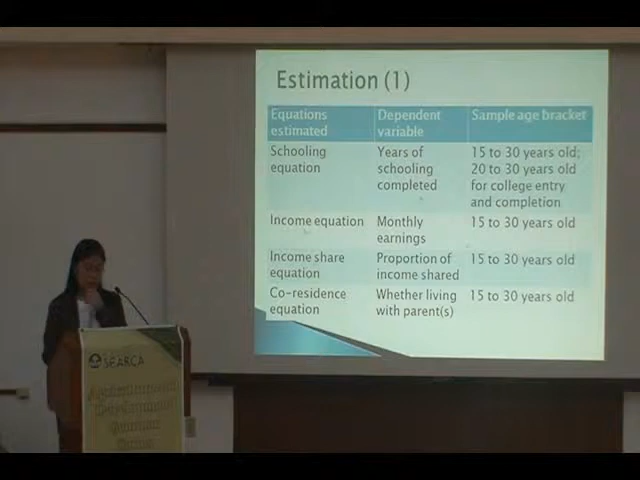 Estimation (1)
Equations estimated
Dependent variable
Sample age bracket
Schooling equation
Years of schooling completed
15 to 30 years old;
20 to 30 years old
for college entry
and completion
Income equation
Monthly earnings
15 to 30 years old
Income share equation
Proportion of income shared
15 to 30 years old
Co-residence equation
Whether living with parent(s)
15 to 30 years old
SEARCA